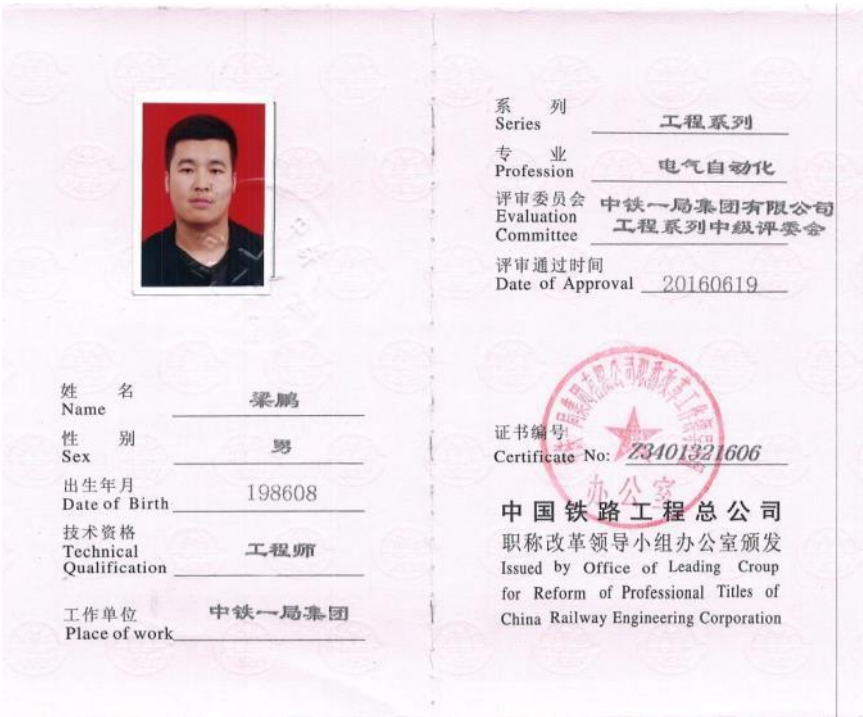 姓 名
Name 梁鹏
性 别
Sex 男
出生年月
Date of Birth 198608
技术资格
Technical
Qualification 工程师
工作单位 中铁一局集团
Place of work
系 列
Series 工程系列
专 业
Profession 电气自动化
评审委员会 中铁一局集团有限公司
Evaluation
Committee 工程系列中级评委会
评审通过时间
Date of Approval 20160619
证书编号
Certificate No: Z3401321606
办公室
中国铁路工程总公司
职称改革领导小组办公室颁发
Issued by Office of Leading Croup
for Reform of Professional Titles of
China Railway Engineering Corporation